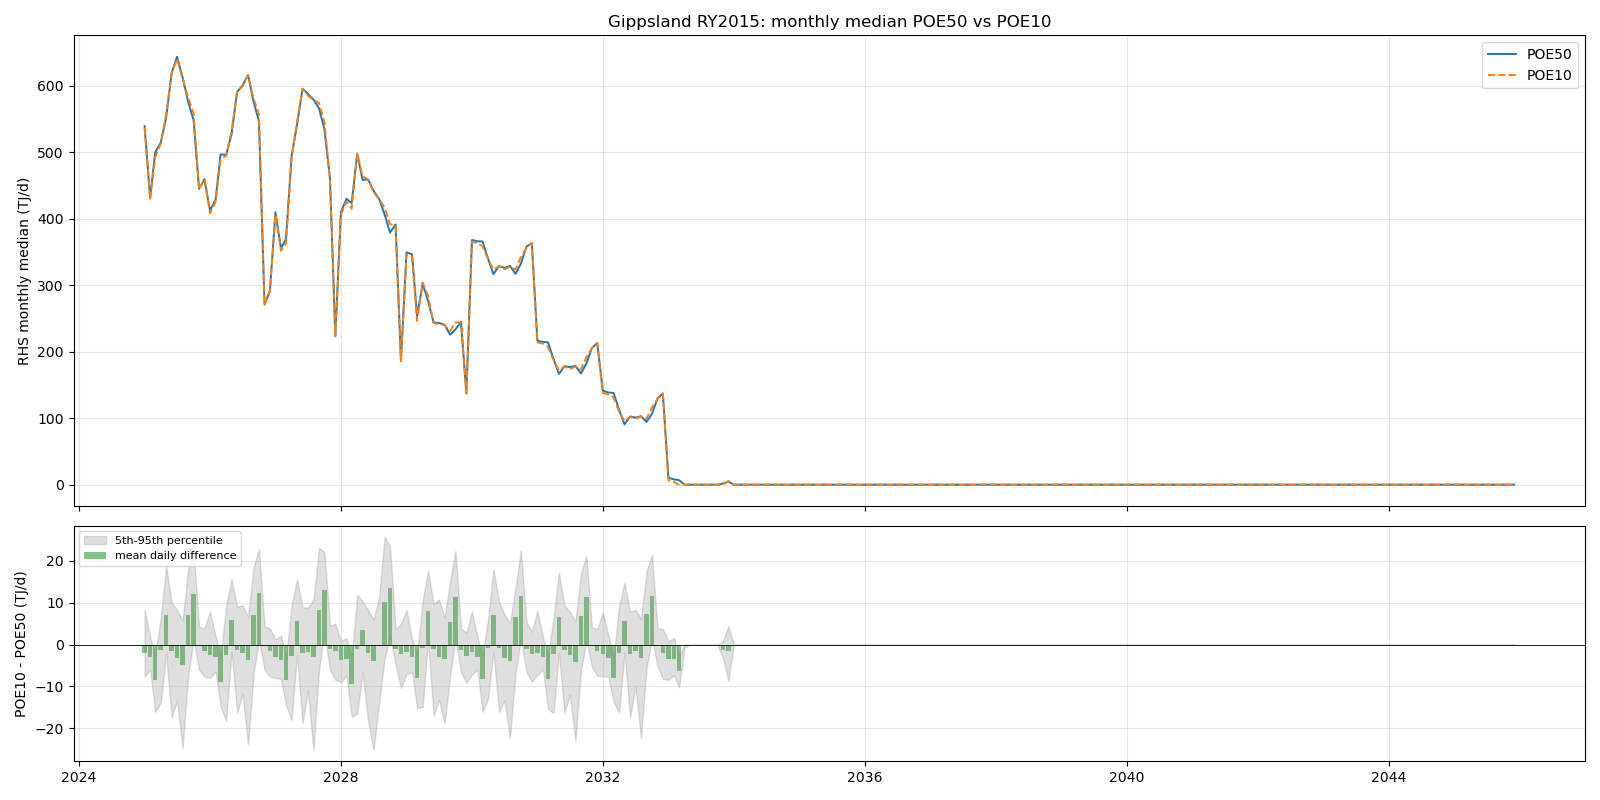 Gippsland RY2015: monthly median POE50 vs POE10
RHS monthly median (TJ/d)
600
500
400
300
200
100
0
POE50
POE10
POE10 - POE50 (TJ/d)
20
10
0
−10
−20
5th-95th percentile
mean daily difference
2024
2028
2032
2036
2040
2044